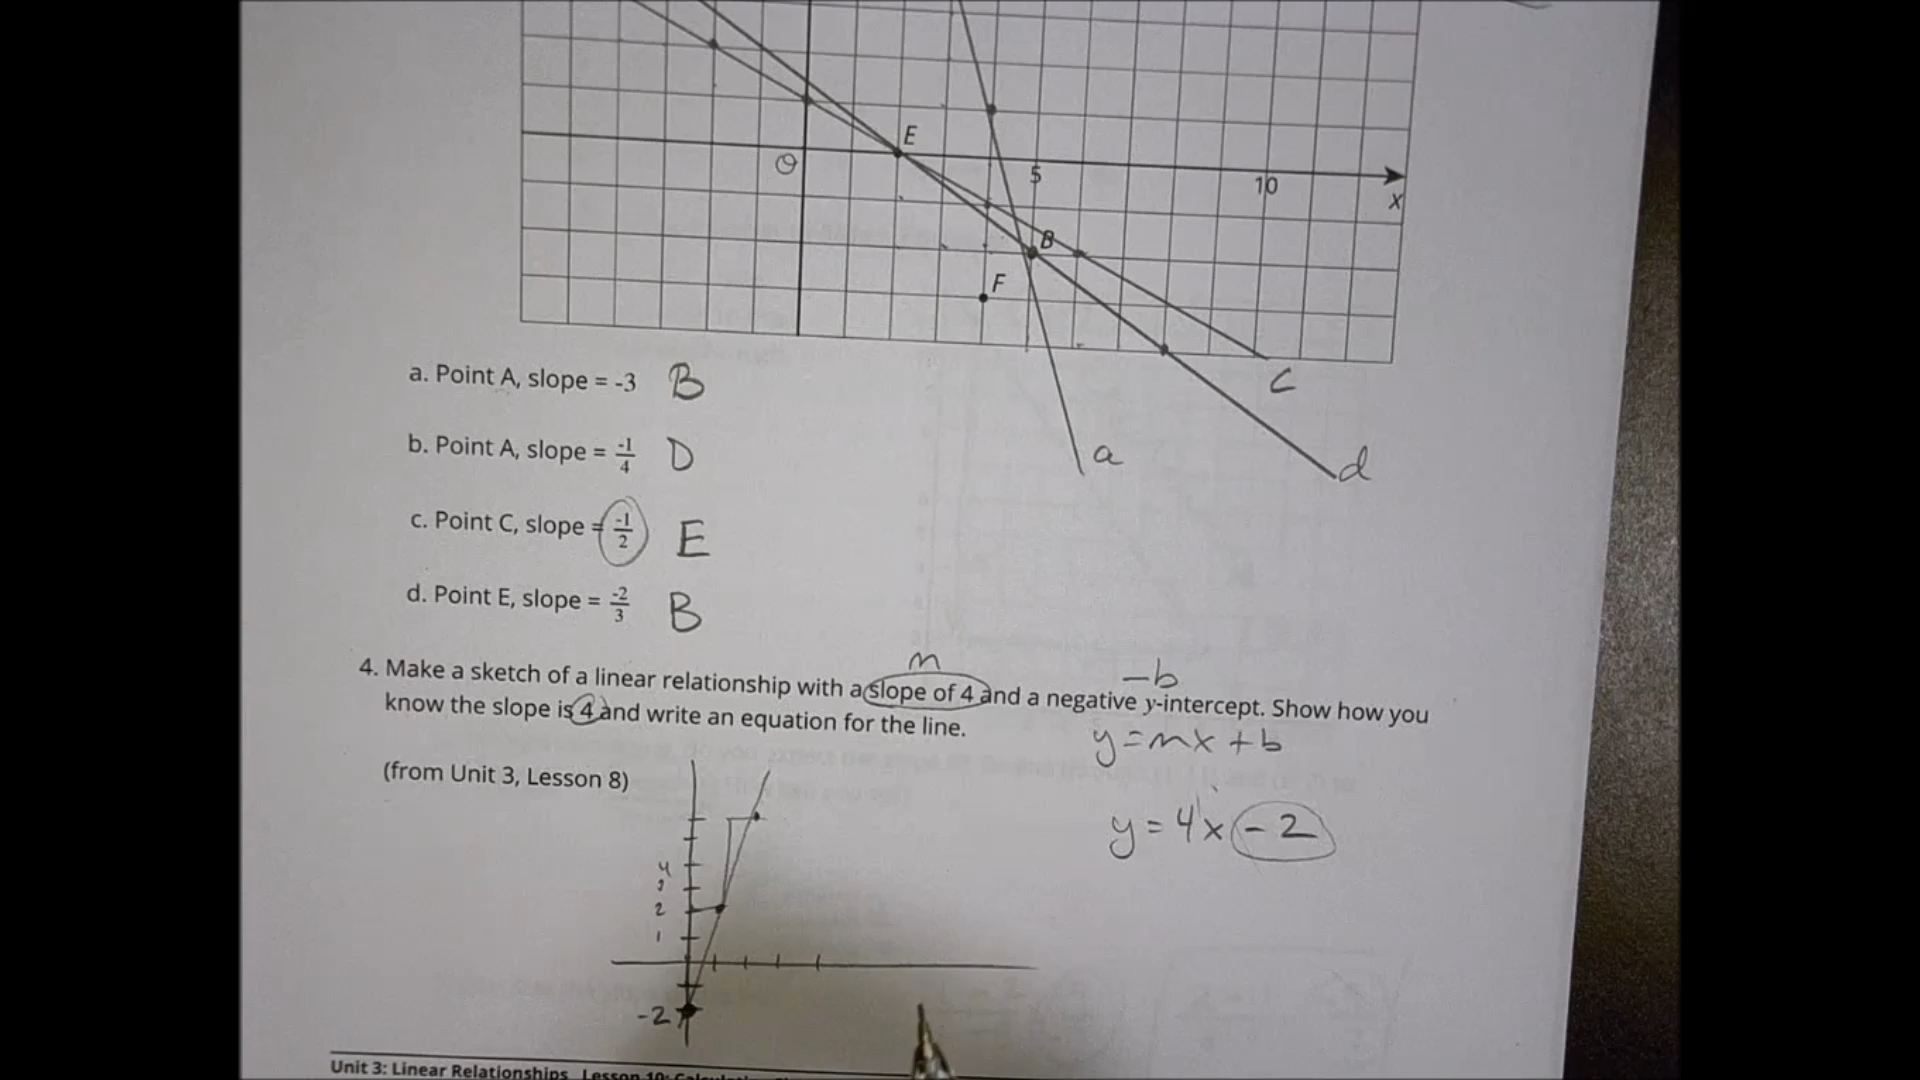 E
O
5
10
x
B
F
C
a
d
a. Point A, slope = -3 B
b. Point A, slope = -1/4 D
c. Point C, slope = -1/2 E
d. Point E, slope = -2/3 B
m
-b
4. Make a sketch of a linear relationship with a slope of 4 and a negative y-intercept. Show how you
know the slope is 4 and write an equation for the line.
y=mx+b
(from Unit 3, Lesson 8)
y=4x-2
4
3
2
1
-2
Unit 3: Linear Relationships Lesson 10: